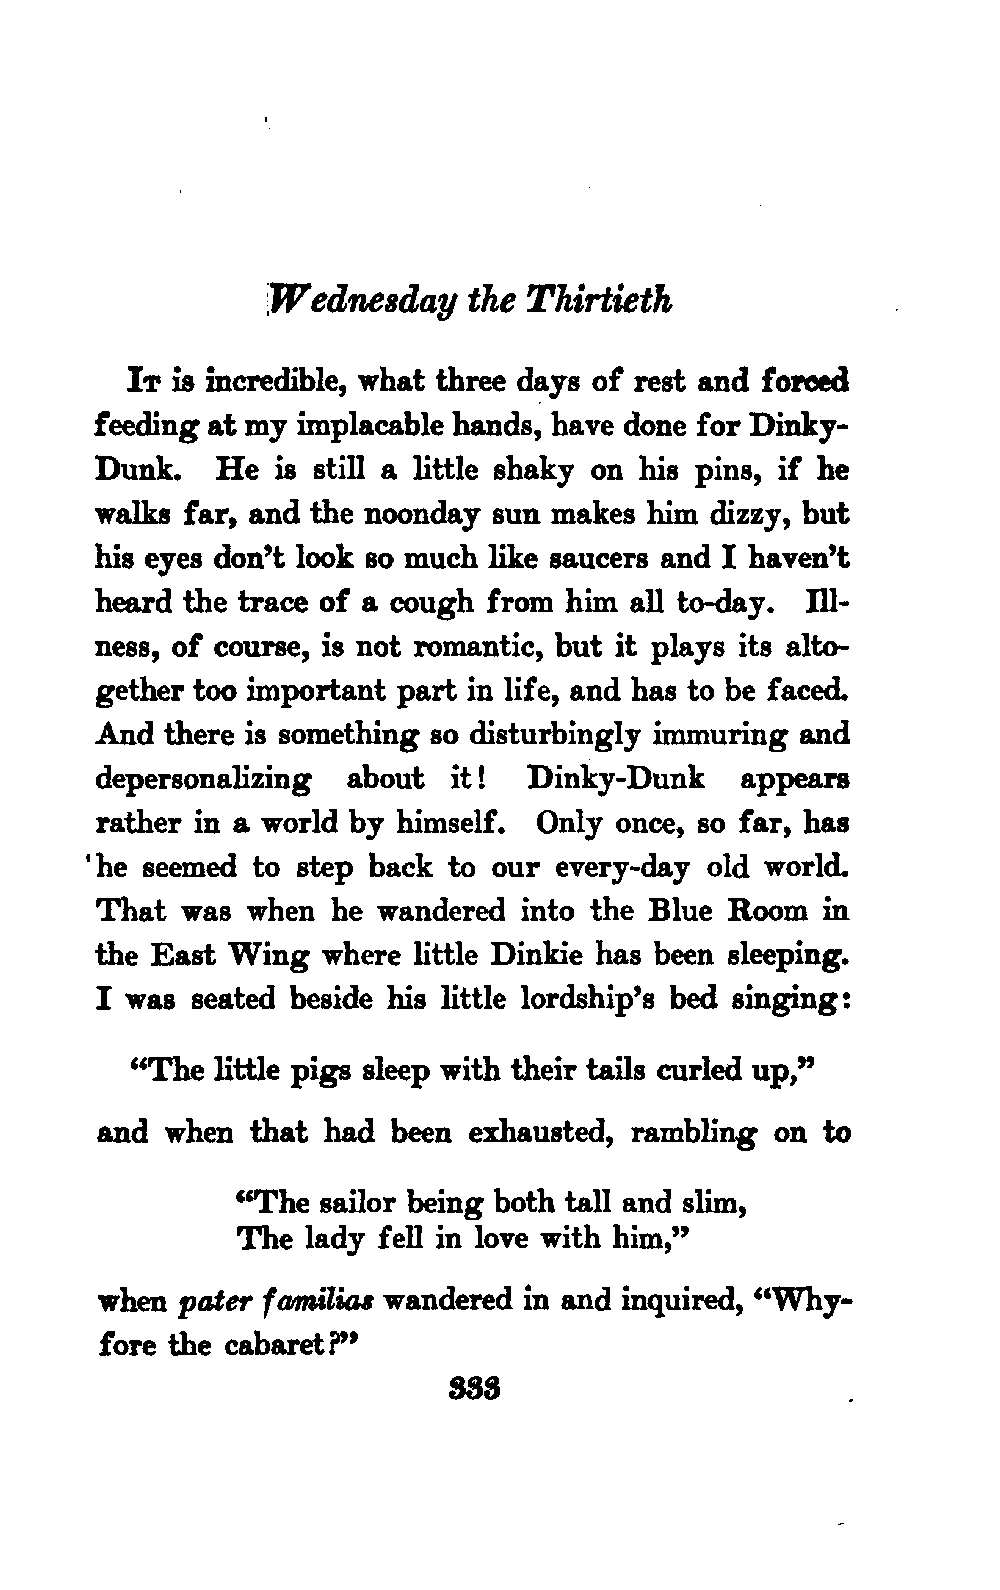 Wednesday the Thirtieth
It is incredible, what three days of rest and forced
feeding at my implacable hands, have done for Dinky-
Dunk. He is still a little shaky on his pins, if he
walks far, and the noonday sun makes him dizzy, but
his eyes don't look so much like saucers and I haven't
heard the trace of a cough from him all to-day. Ill-
ness, of course, is not romantic, but it plays its alto-
gether too important part in life, and has to be faced.
And there is something so disturbingly immuring and
depersonalizing about it! Dinky-Dunk appears
rather in a world by himself. Only once, so far, has
he seemed to step back to our every-day old world.
That was when he wandered into the Blue Room in
the East Wing where little Dinkie has been sleeping.
I was seated beside his little lordship's bed singing:
“The little pigs sleep with their tails curled up,”
and when that had been exhausted, rambling on to
“The sailor being both tall and slim,
The lady fell in love with him,”
when pater familias wandered in and inquired, “Why-
fore the cabaret?”
333